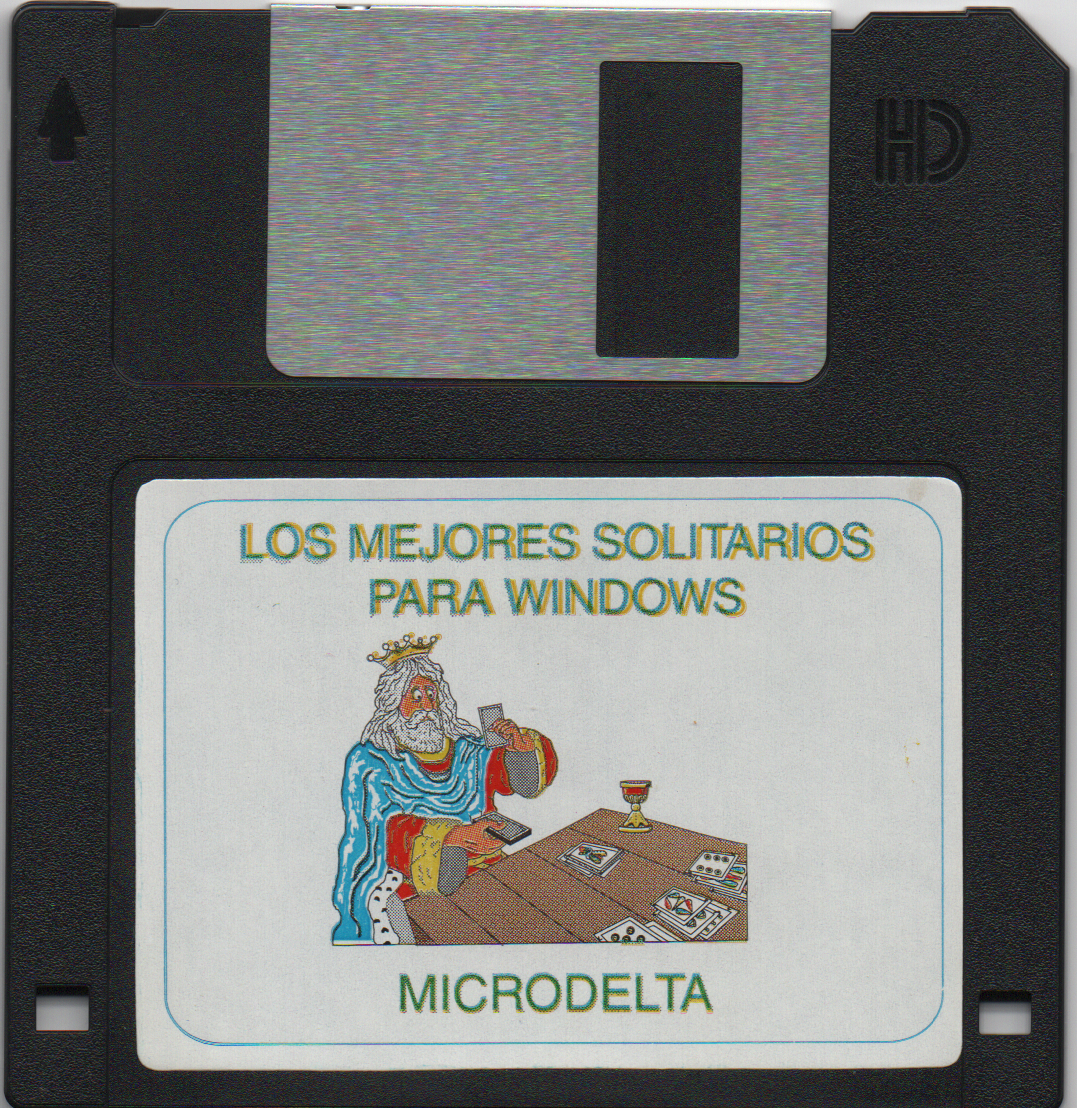 HD
LOS MEJORES SOLITARIOS
PARA WINDOWS
MICRODELTA